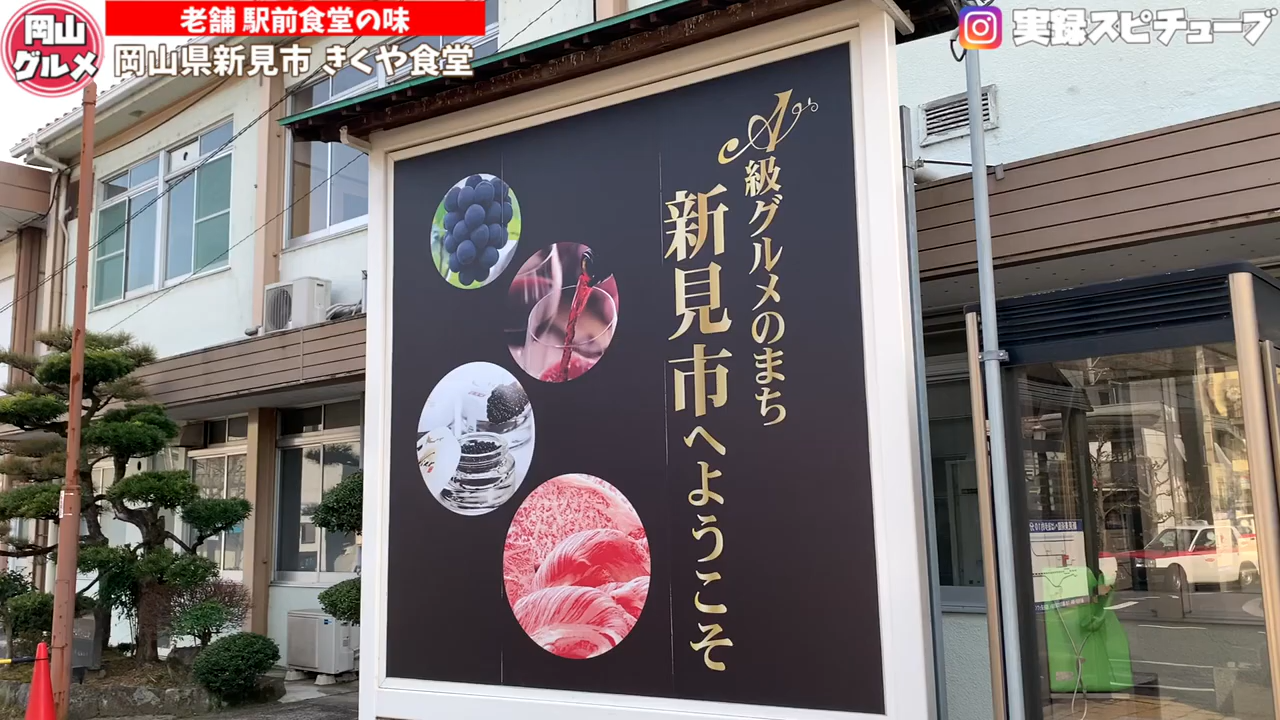 岡山
グルメ
老舗 駅前食堂の味
岡山県新見市 きくや食堂
実録スピチューブ
A級グルメのまち
新見市へようこそ